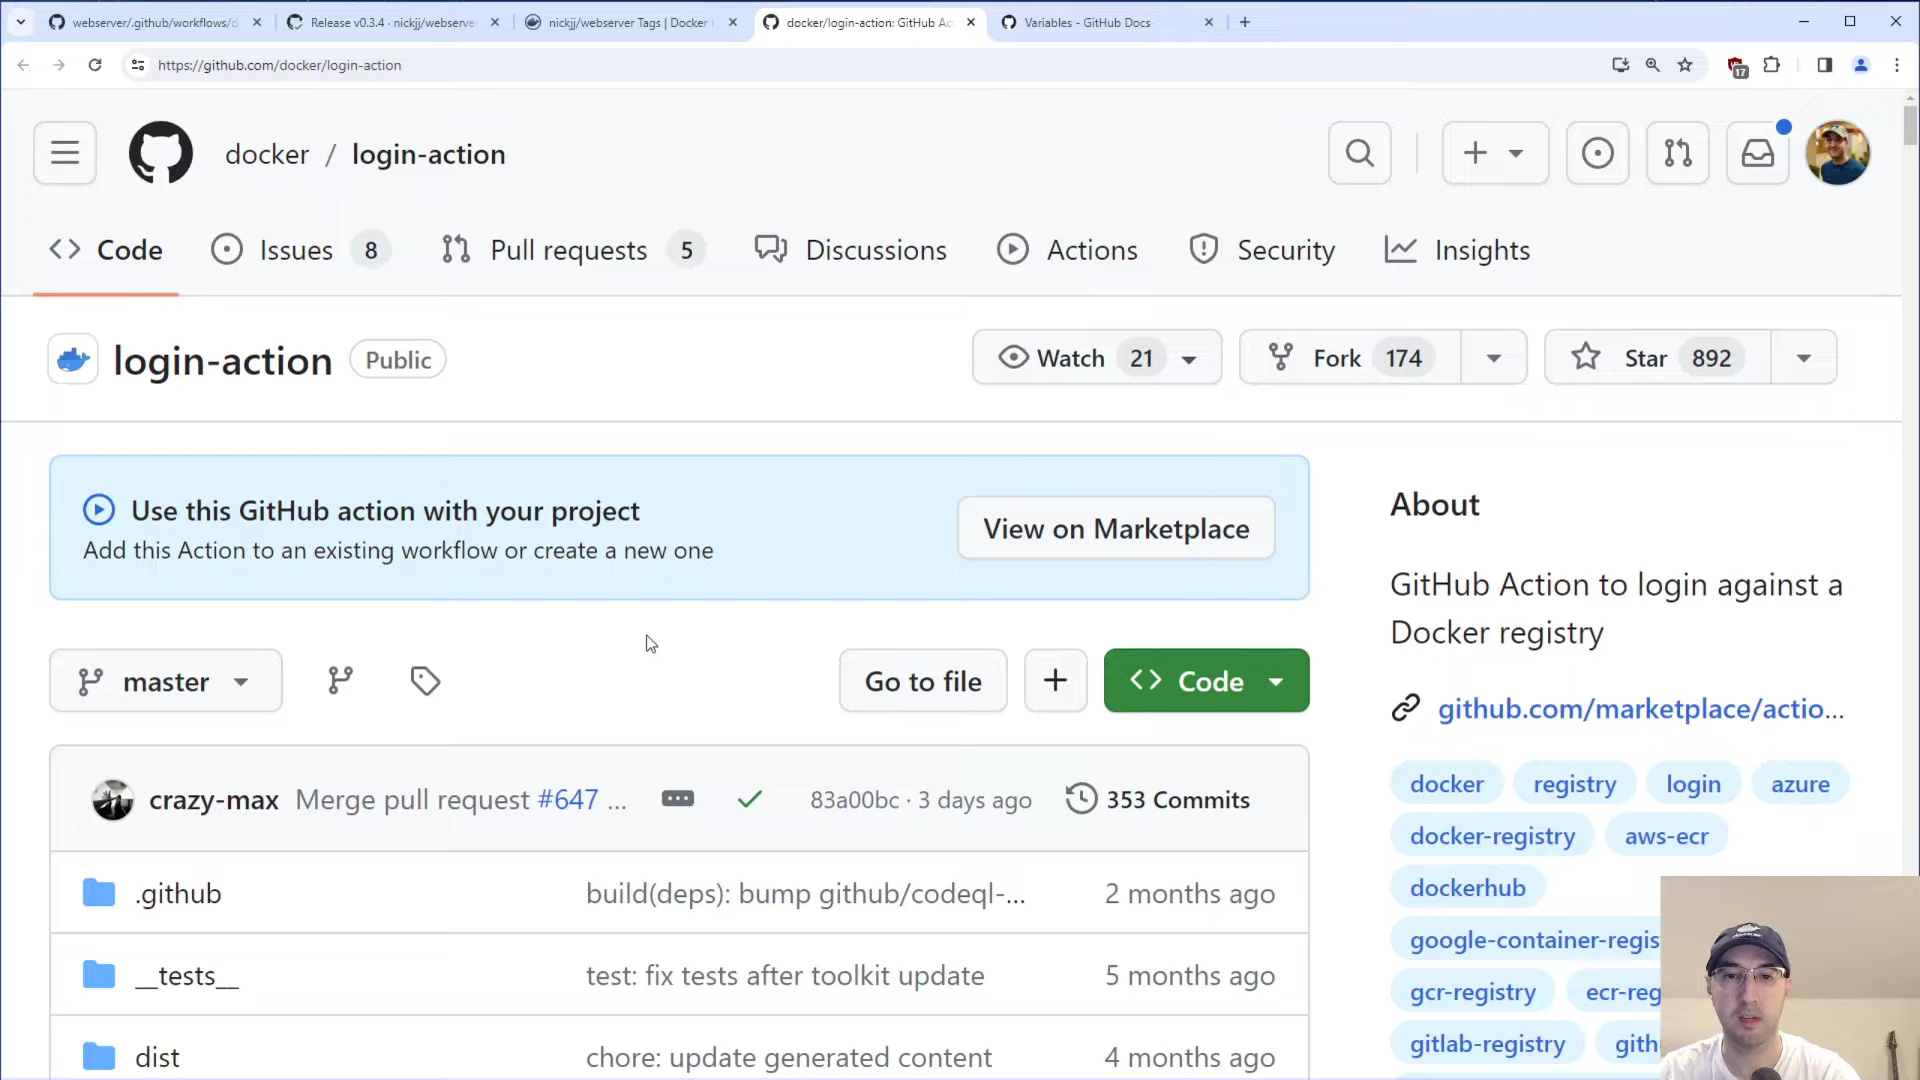 webserver/.github/workflows/d
Release v0.3.4 · nickjj/webserve
nickjj/webserver Tags | Docker H
docker/login-action: GitHub Act
Variables - GitHub Docs
https://github.com/docker/login-action
17
docker / login-action
Code
Issues 8
Pull requests 5
Discussions
Actions
Security
Insights
login-action Public
Watch 21
Fork 174
Star 892
Use this GitHub action with your project
Add this Action to an existing workflow or create a new one
View on Marketplace
About
GitHub Action to login against a
Docker registry
github.com/marketplace/actio...
master
Go to file
Code
crazy-max Merge pull request #647 ...
83a00bc · 3 days ago
353 Commits
.github build(deps): bump github/codeql-... 2 months ago
__tests__ test: fix tests after toolkit update 5 months ago
dist chore: update generated content 4 months ago
docker registry login azure
docker-registry aws-ecr
dockerhub
google-container-regis
gcr-registry ecr-reg
gitlab-registry gith